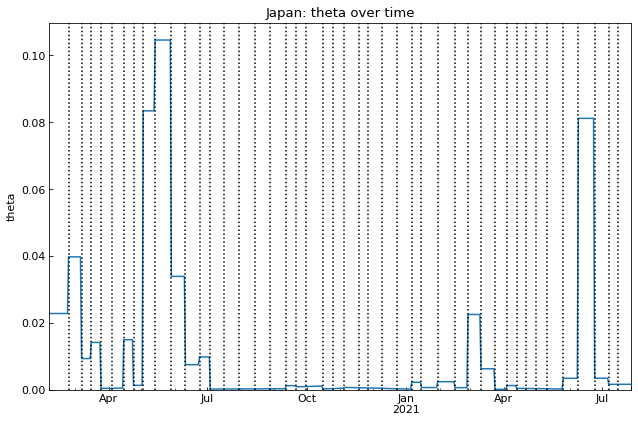 Japan: theta over time
0.10
0.08
0.06
0.04
0.02
0.00
theta
Apr
Jul
Oct
Jan
2021
Apr
Jul